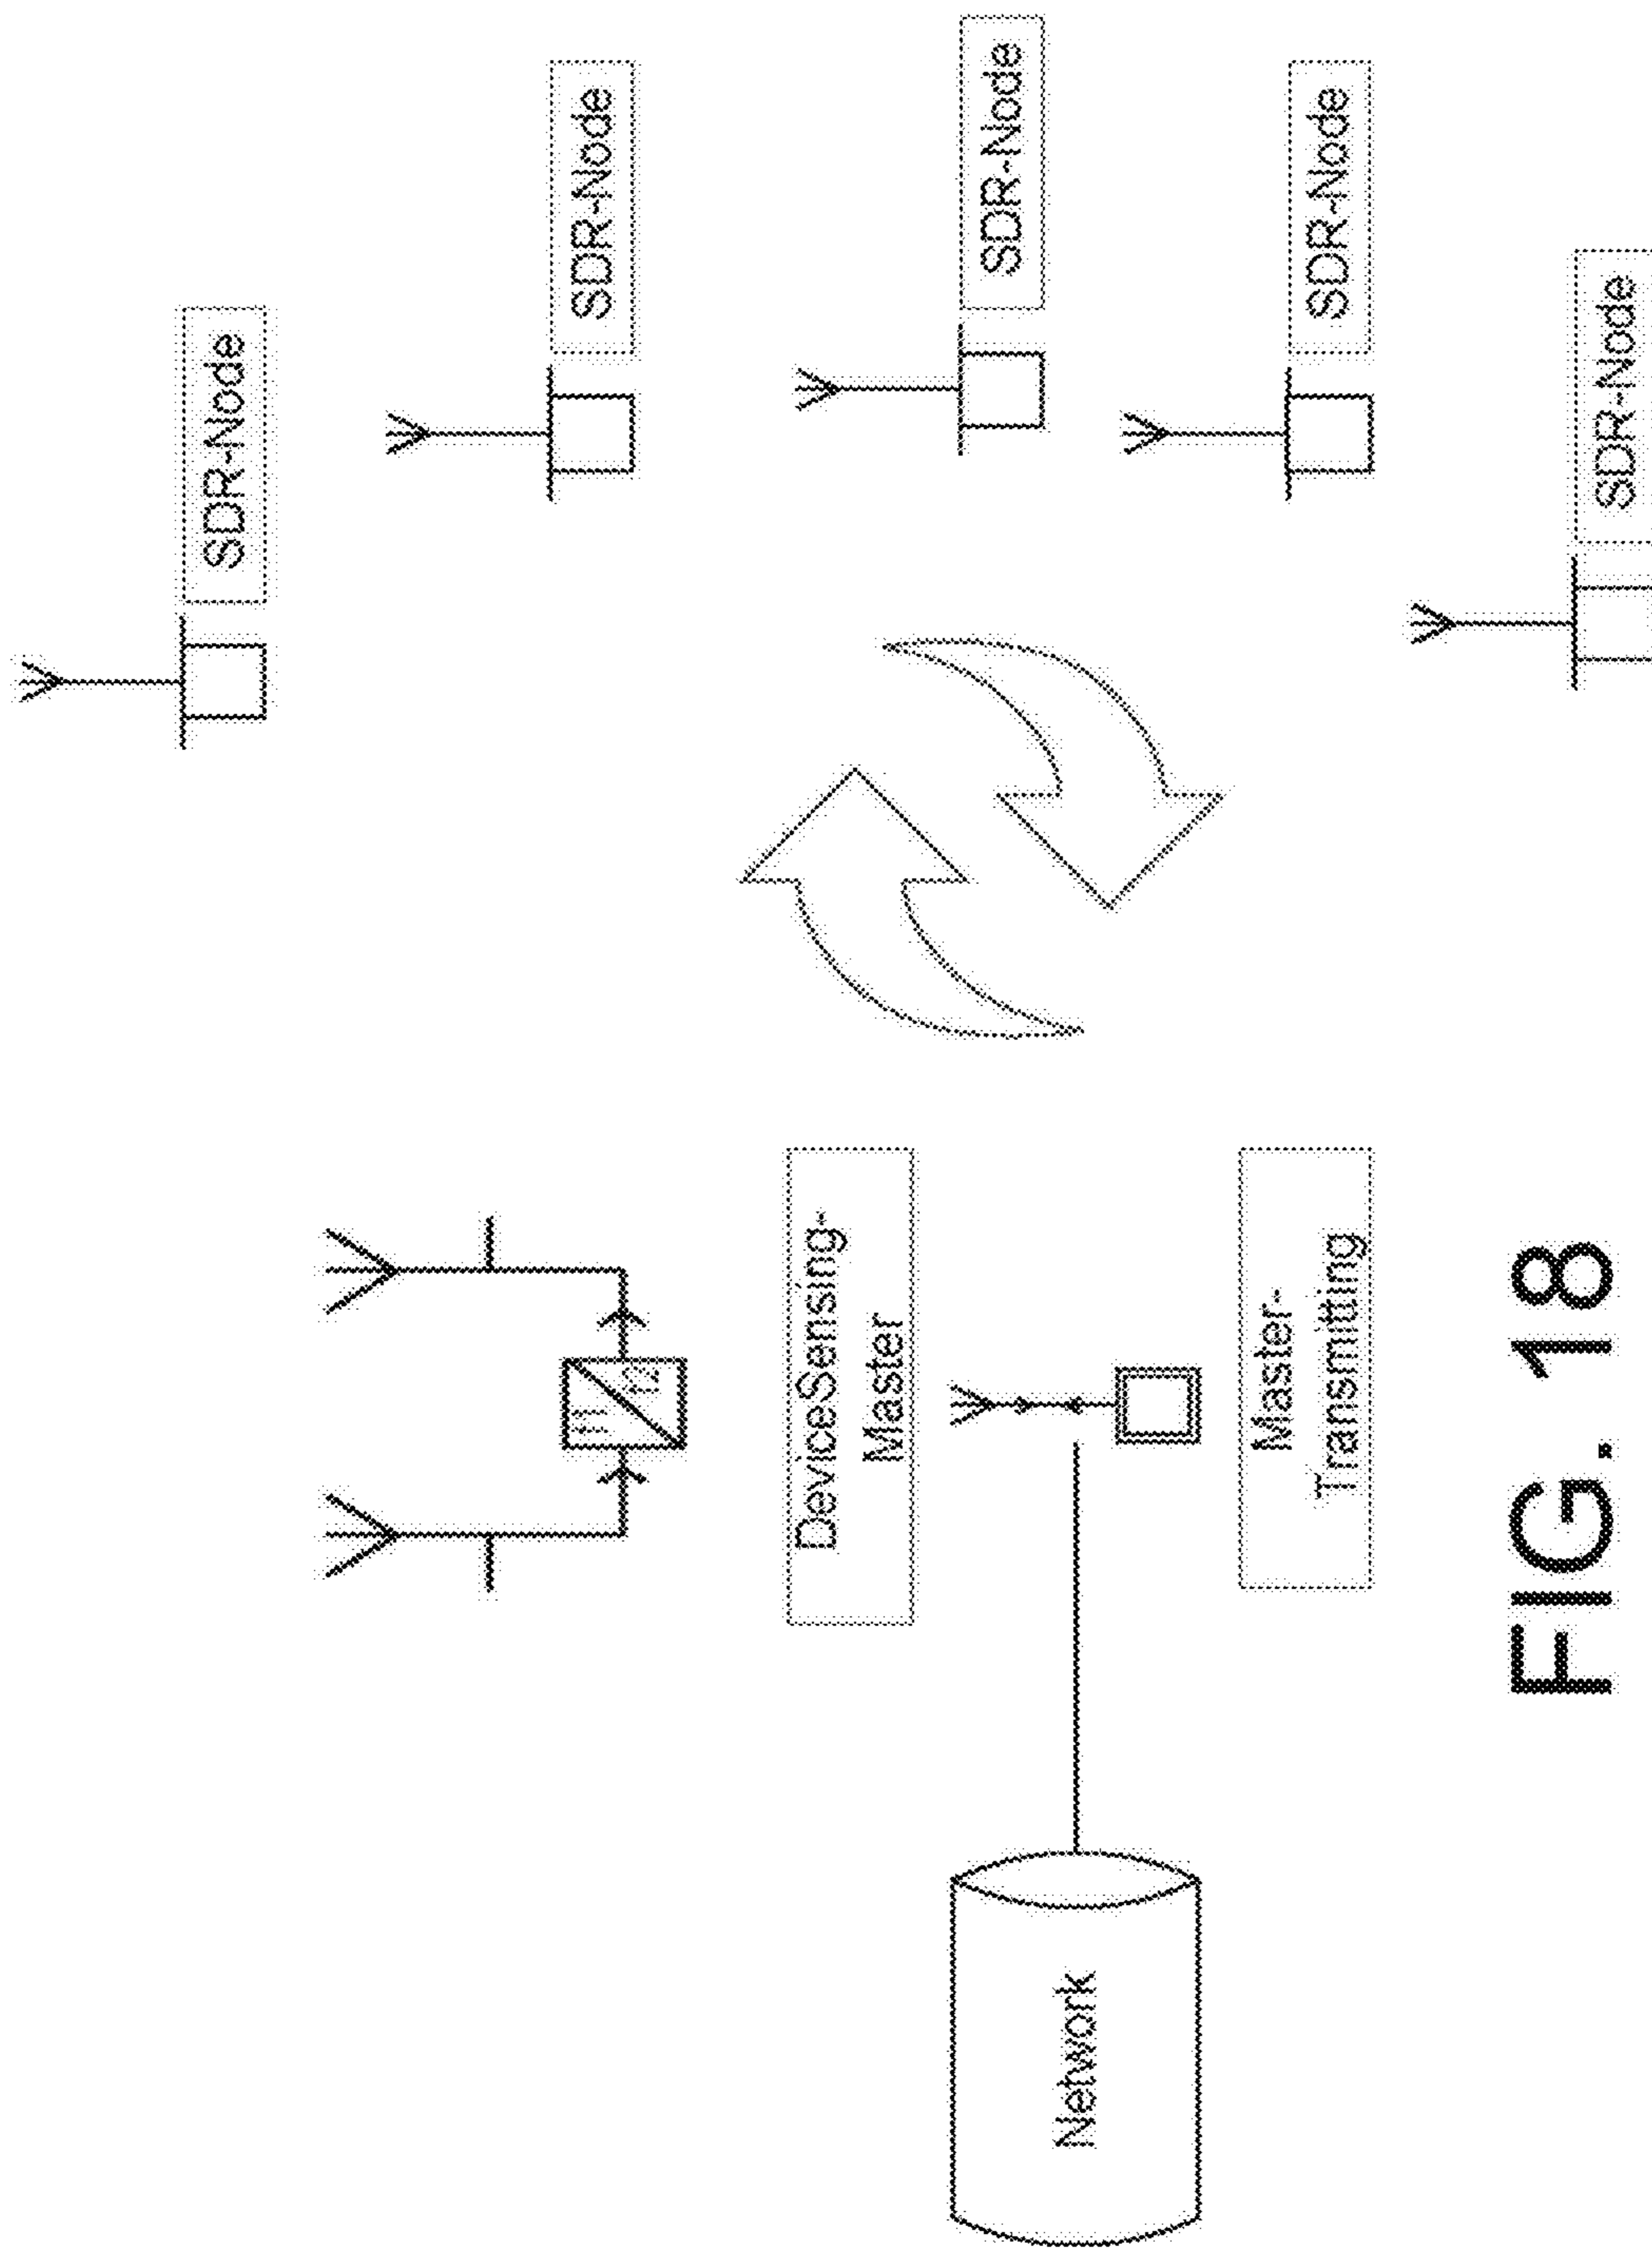 SDR-Node
SDR-Node
DeviceSensing-
Master
SDR-Node
Network
Master-
Transmitting
SDR-Node
SDR-Node
FIG. 18